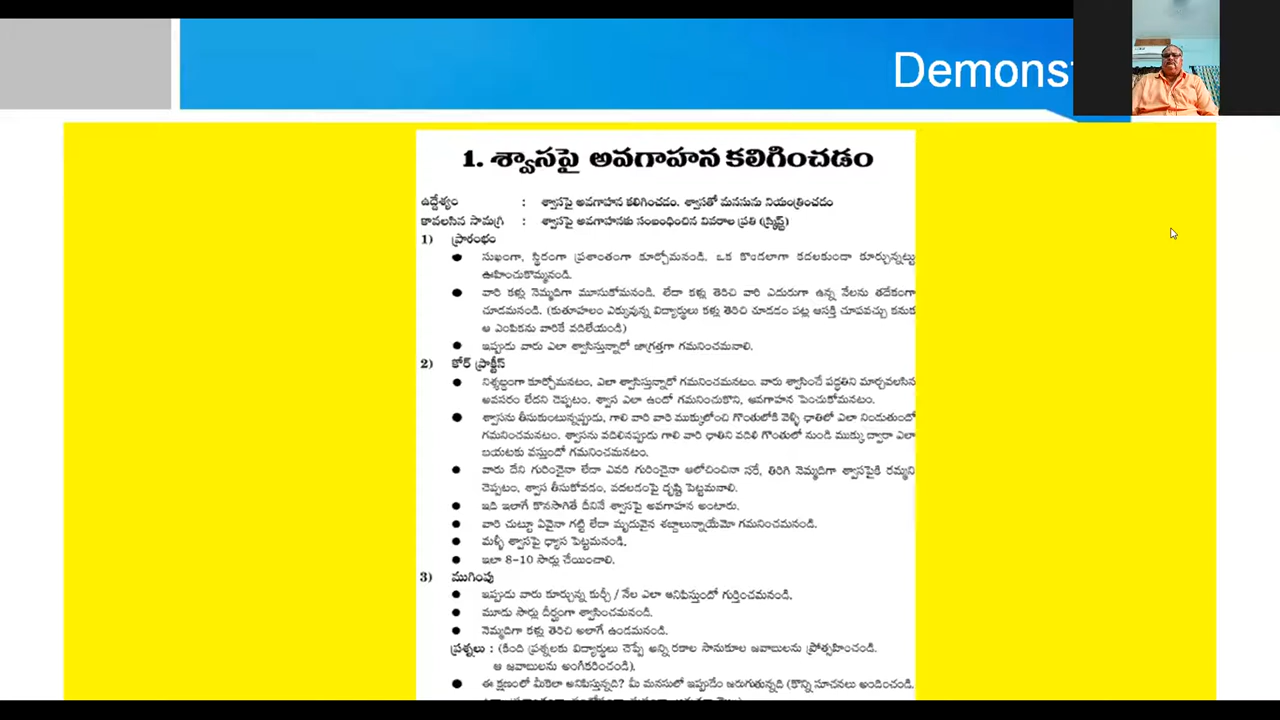 Demons
1. శ్వాసపై అవగాహన కలిగించడం
ఉద్దేశ్యం : శ్వాసపై అవగాహన కలిగించడం. శ్వాసతో మనసును నియంత్రించడం
కావలసిన సామగ్రి : శ్వాసపై అవగాహనకు సంబంధించిన వివరాల ప్రతి (స్క్రిప్ట్)
1) ప్రారంభం
● సుఖంగా, స్థిరంగా ప్రశాంతంగా కూర్చోమనండి. ఒక కొండలాగా కదలకుండా కూర్చున్నట్టు
ఊహించుకొమ్మనండి.
● వారి కళ్లు నెమ్మదిగా మూసుకోమనండి. లేదా కళ్లు తెరిచి వారి ఎదురుగా ఉన్న నేలను తదేకంగా
చూడమనండి. (కుతూహలం ఎక్కువున్న విద్యార్థులు కళ్లు తెరిచి చూడడం పట్ల ఆసక్తి చూపవచ్చు కనుక
ఆ ఎంపికను వారికే వదిలేయండి)
● ఇప్పుడు వారు ఎలా శ్వాసిస్తున్నారో జాగ్రత్తగా గమనించమనాలి.
2) కోర్ ప్రాక్టీస్
● నిశ్శబ్దంగా కూర్చోమనటం, ఎలా శ్వాసిస్తున్నారో గమనించమనటం. వారు శ్వాసించే పద్ధతిని మార్చవలసిన
అవసరం లేదని చెప్పటం. శ్వాస ఎలా ఉందో గమనించుకొని, అవగాహన పెంచుకోమనటం.
● శ్వాసను తీసుకుంటున్నప్పుడు, గాలి వారి వారి ముక్కులోంచి గొంతులోకి వెళ్ళి ఛాతిలో ఎలా నిండుతుందో
గమనించమనటం. శ్వాసను వదిలినప్పుడు గాలి వారి ఛాతిని వదిలి గొంతులో నుండి ముక్కు ద్వారా ఎలా
బయటకు వస్తుందో గమనించమనటం.
● వారు దేని గురించైనా లేదా ఎవరి గురించైనా ఆలోచించినా సరే, తిరిగి నెమ్మదిగా శ్వాసపైకి రమ్మని
చెప్పటం, శ్వాస తీసుకోవడం, వదలడంపై దృష్టి పెట్టమనాలి.
● ఇది ఇలాగే కొనసాగితే దీనినే శ్వాసపై అవగాహన అంటారు.
● వారి చుట్టూ ఏవైనా గట్టి లేదా మృదువైన శబ్దాలున్నాయేమో గమనించమనండి.
● మళ్ళీ శ్వాసపై ధ్యాస పెట్టమనండి.
● ఇలా 8-10 సార్లు చేయించాలి.
3) ముగింపు
● ఇప్పుడు వారు కూర్చున్న కుర్చీ / నేల ఎలా అనిపిస్తుందో గుర్తించమనండి.
● మూడు సార్లు దీర్ఘంగా శ్వాసించమనండి.
● నెమ్మదిగా కళ్లు తెరిచి అలాగే ఉండమనండి.
ప్రశ్నలు : (కింది ప్రశ్నలకు విద్యార్థులు చెప్పే అన్ని రకాల సానుకూల జవాబులను ప్రోత్సహించండి.
ఆ జవాబులను అంగీకరించండి).
● ఈ క్షణంలో మీకెలా అనిపిస్తున్నది? మీ మనసులో ఇప్పుడేం జరుగుతున్నది (కొన్ని సూచనలు అందించండి.